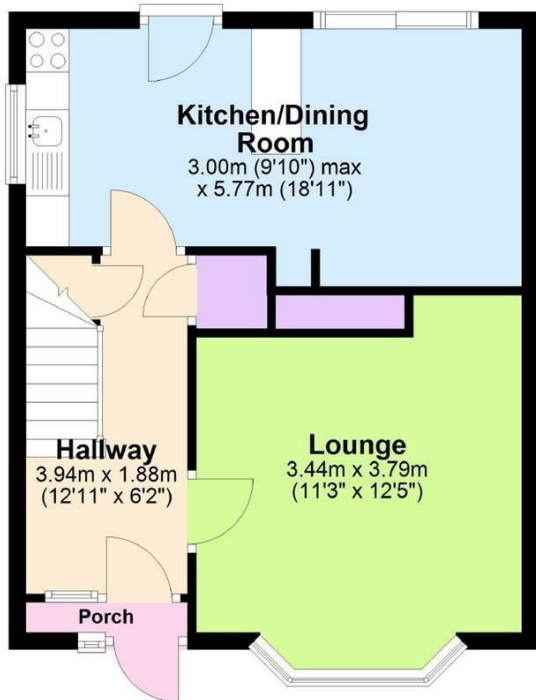 Kitchen/Dining
Room
3.00m (9'10") max
x 5.77m (18'11")
Hallway
3.94m x 1.88m
(12'11" x 6'2")
Lounge
3.44m x 3.79m
(11'3" x 12'5")
Porch